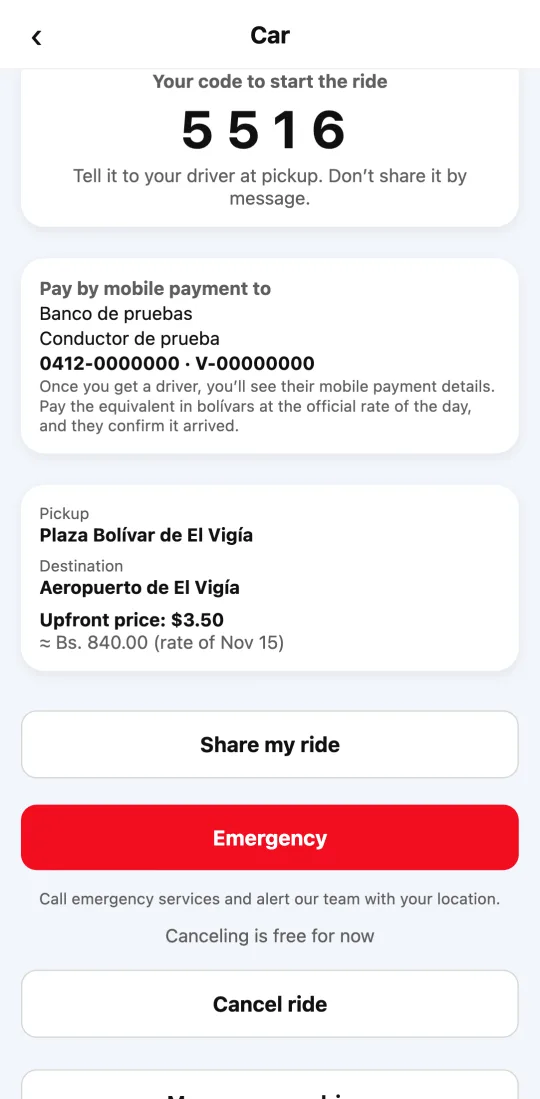 ‹ Car
Your code to start the ride
5516
Tell it to your driver at pickup. Don’t share it by
message.
Pay by mobile payment to
Banco de pruebas
Conductor de prueba
0412-0000000 · V-00000000
Once you get a driver, you’ll see their mobile payment details.
Pay the equivalent in bolívars at the official rate of the day,
and they confirm it arrived.
Pickup
Plaza Bolívar de El Vigía
Destination
Aeropuerto de El Vigía
Upfront price: $3.50
≈ Bs. 840.00 (rate of Nov 15)
Share my ride
Emergency
Call emergency services and alert our team with your location.
Canceling is free for now
Cancel ride